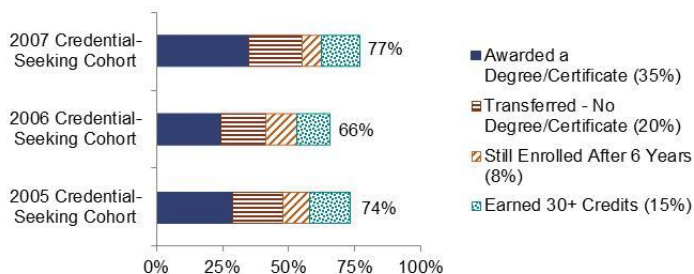 2007 Credential-
Seeking Cohort
77%
2006 Credential-
Seeking Cohort
66%
2005 Credential-
Seeking Cohort
74%
0%
25%
50%
75%
100%
Awarded a
Degree/Certificate (35%)
Transferred - No
Degree/Certificate (20%)
Still Enrolled After 6 Years
(8%)
Earned 30+ Credits (15%)